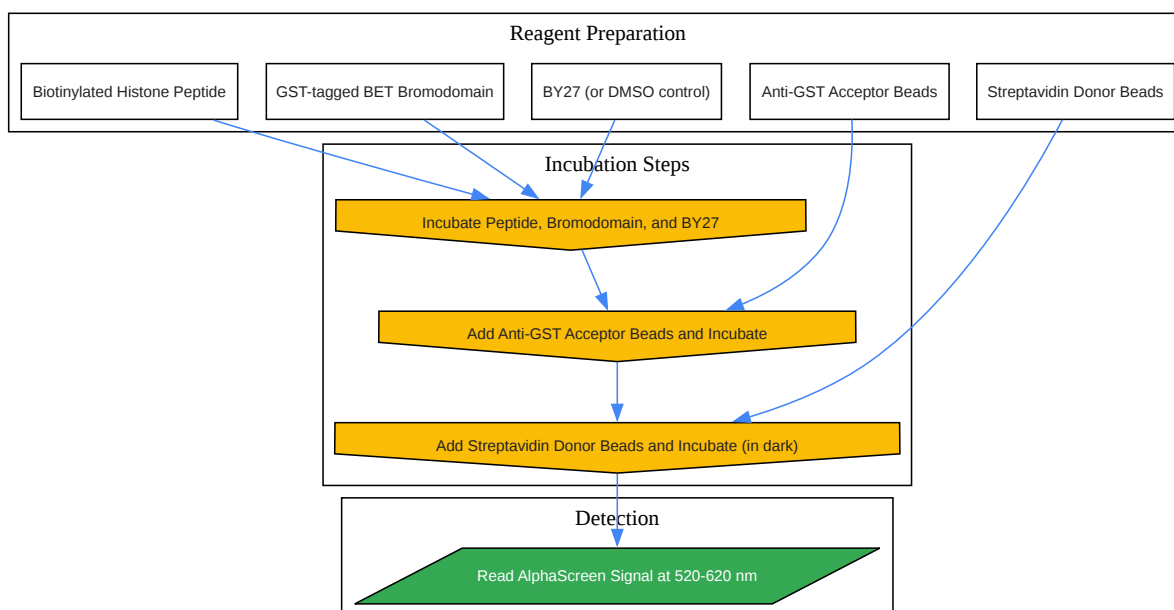 Reagent Preparation
Biotinylated Histone Peptide
GST-tagged BET Bromodomain
BY27 (or DMSO control)
Anti-GST Acceptor Beads
Streptavidin Donor Beads
Incubation Steps
Incubate Peptide, Bromodomain, and BY27
Add Anti-GST Acceptor Beads and Incubate
Add Streptavidin Donor Beads and Incubate (in dark)
Detection
Read AlphaScreen Signal at 520-620 nm